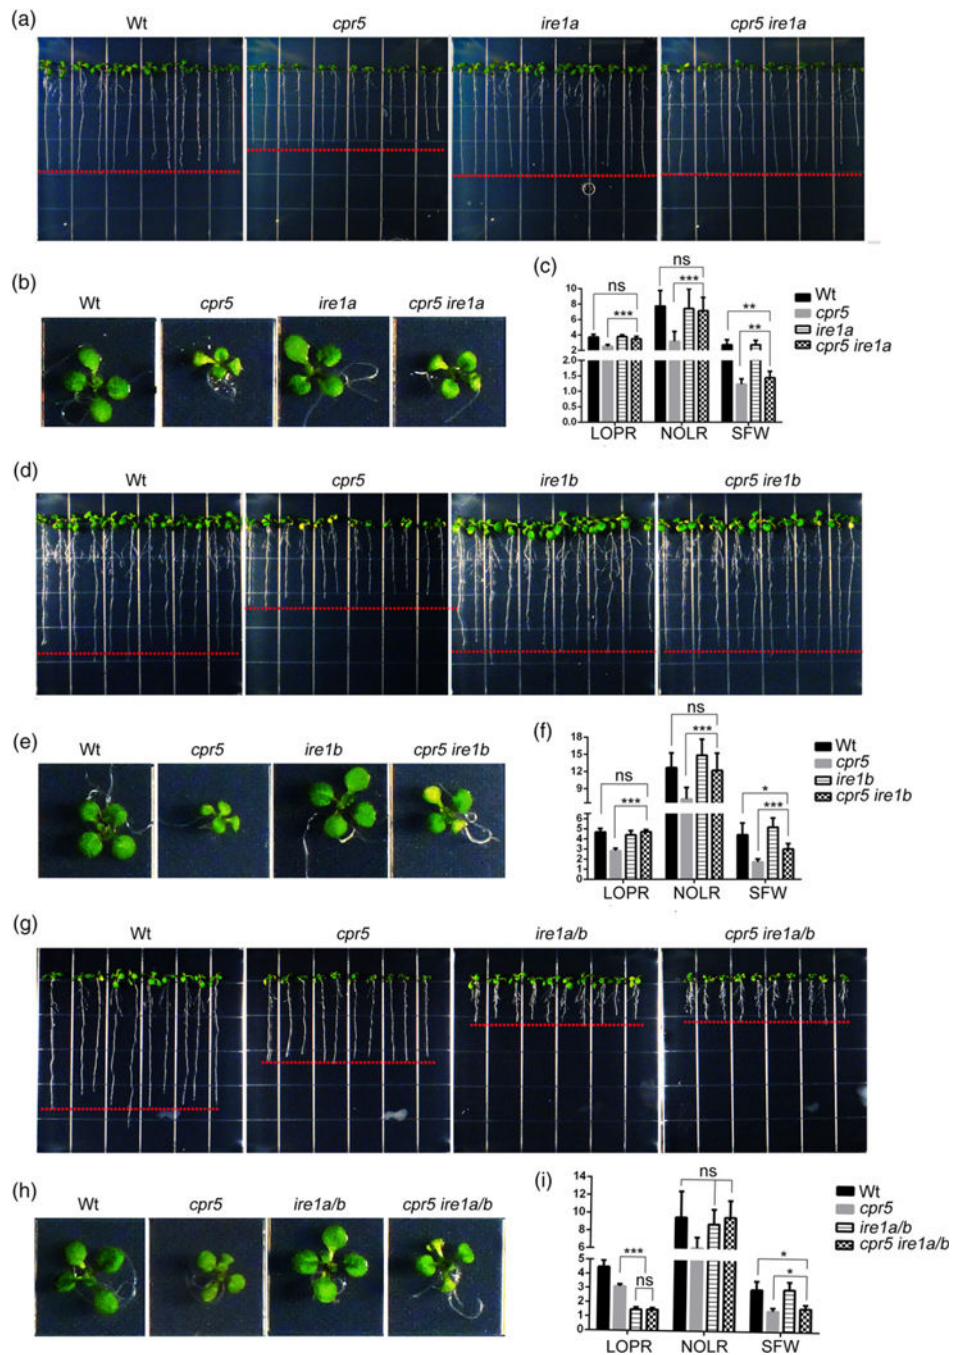 (a)
Wt cpr5 ire1a cpr5 ire1a
(b)
Wt cpr5 ire1a cpr5 ire1a
(c)
ns ns
*** *** ** **
10
8
6
4
2
2.0
1.5
1.0
0.5
0.0
LOPR NOLR SFW
Wt
cpr5
ire1a
cpr5 ire1a
(d)
Wt cpr5 ire1b cpr5 ire1b
(e)
Wt cpr5 ire1b cpr5 ire1b
(f)
ns ns
*** *** * ***
18
15
12
6
5
4
3
2
1
0
LOPR NOLR SFW
Wt
cpr5
ire1b
cpr5 ire1b
(g)
Wt cpr5 ire1a/b cpr5 ire1a/b
(h)
Wt cpr5 ire1a/b cpr5 ire1a/b
(i)
ns
*** ns * *
14
12
10
8
6
5
4
3
2
1
0
LOPR NOLR SFW
Wt
cpr5
ire1a/b
cpr5 ire1a/b